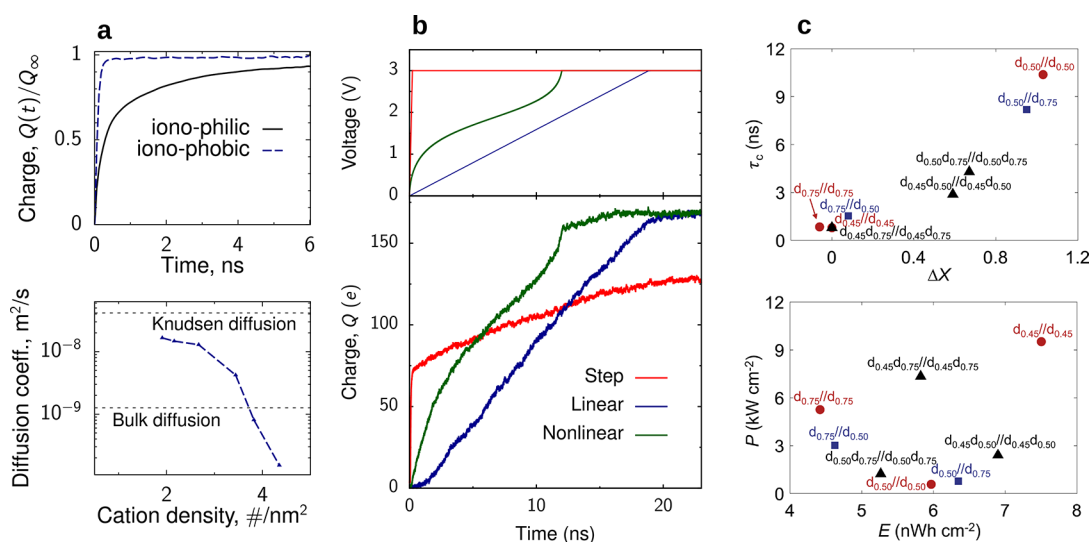 a
Charge, Q(t)/Q∞
1
0.5
0
iono-philic
iono-phobic
0 2 4 6
Time, ns
Diffusion coeff., m²/s
10⁻⁸
10⁻⁹
Knudsen diffusion
Bulk diffusion
2 4
Cation density, #/nm²
b
Voltage (V)
4
3
2
1
0
Charge, Q (e)
150
100
50
0
Step
Linear
Nonlinear
0 10 20
Time (ns)
c
τc (ns)
12
9
6
3
0
d0.50//d0.50
d0.50//d0.75
d0.50d0.75//d0.50d0.75
d0.45d0.50//d0.45d0.50
d0.75//d0.75
d0.75//d0.50
d0.45//d0.45
d0.45d0.75//d0.45d0.75
0 0.4 0.8 1.2
ΔX
P (kW cm⁻²)
12
9
6
3
0
d0.45//d0.45
d0.45d0.75//d0.45d0.75
d0.75//d0.75
d0.75//d0.50
d0.45d0.50//d0.45d0.50
d0.50d0.75//d0.50d0.75
d0.50//d0.75
d0.50//d0.50
4 5 6 7 8
E (nWh cm⁻²)